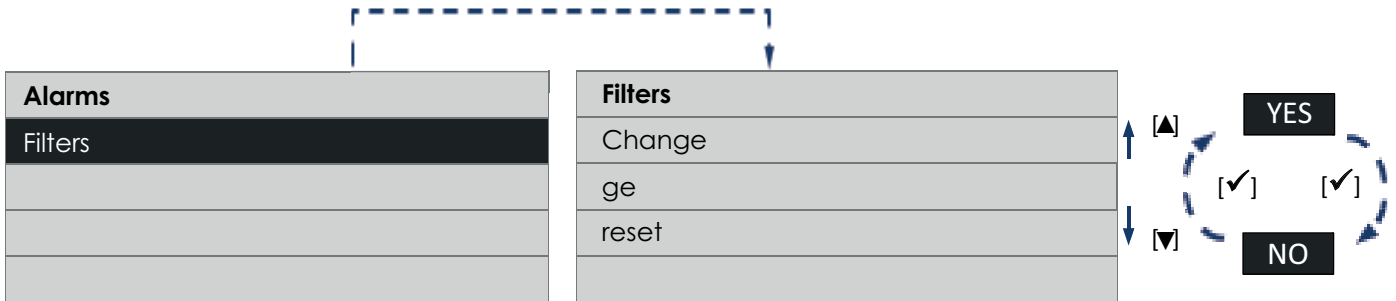 Alarms
Filters
Filters
Change
ge
reset
[▲]
[▼]
YES
[✔] [✔]
NO